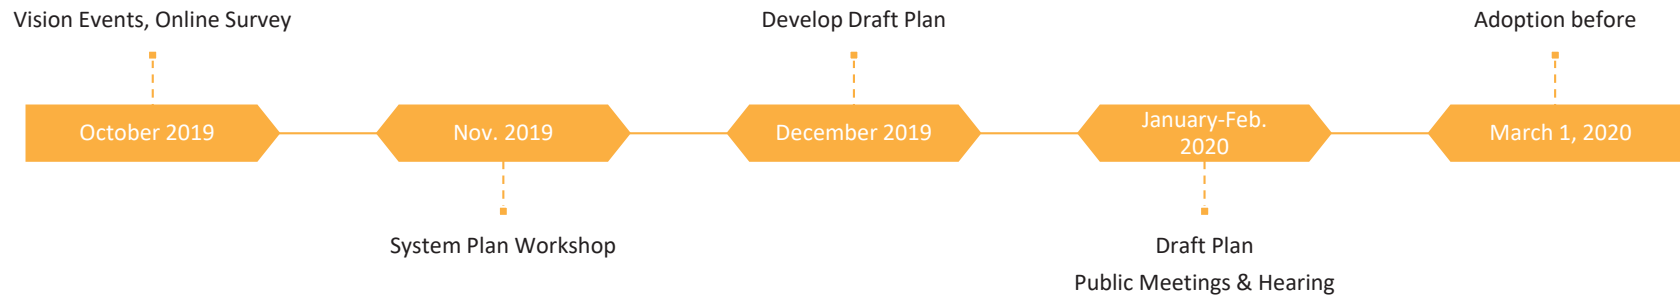 Vision Events, Online Survey
Develop Draft Plan
Adoption before
October 2019
Nov. 2019
December 2019
January-Feb.
2020
March 1, 2020
System Plan Workshop
Draft Plan
Public Meetings & Hearing